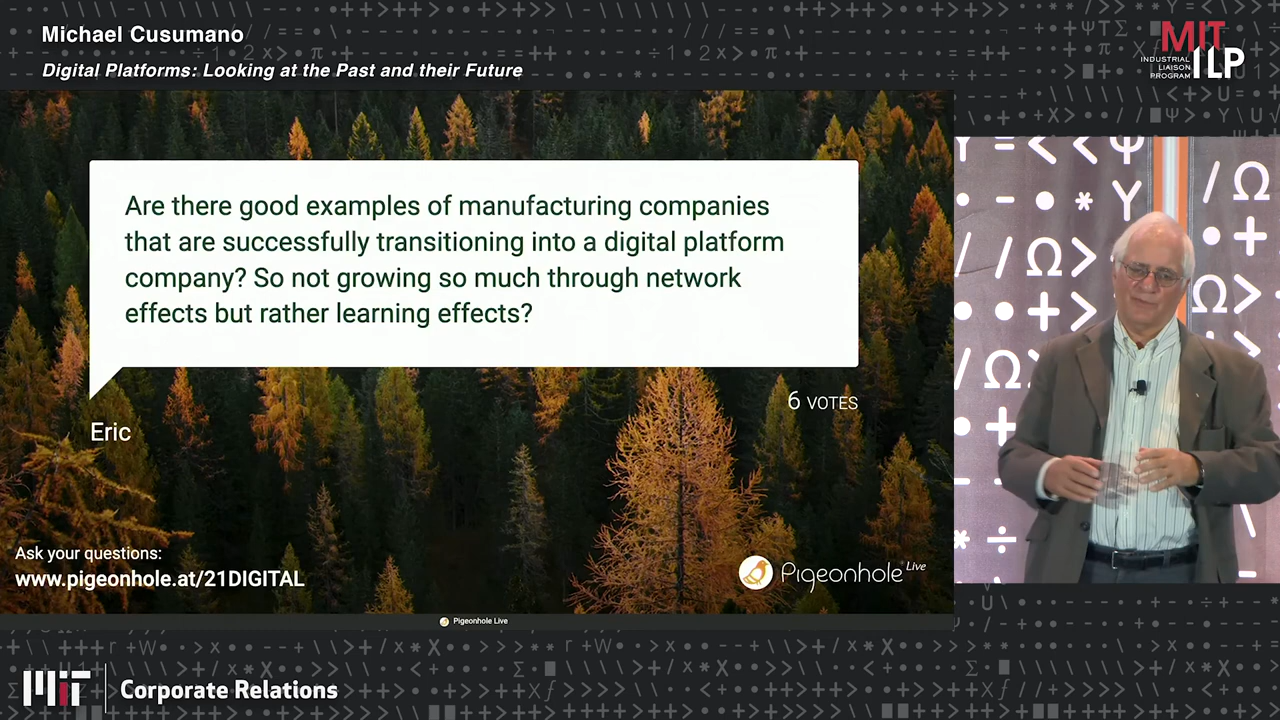 Michael Cusumano
Digital Platforms: Looking at the Past and their Future
MIT
INDUSTRIAL
LIAISON
PROGRAM
ILP
Are there good examples of manufacturing companies
that are successfully transitioning into a digital platform
company? So not growing so much through network
effects but rather learning effects?
6 VOTES
Eric
Ask your questions:
www.pigeonhole.at/21DIGITAL
Pigeonhole Live
Pigeonhole Live
MIT
Corporate Relations